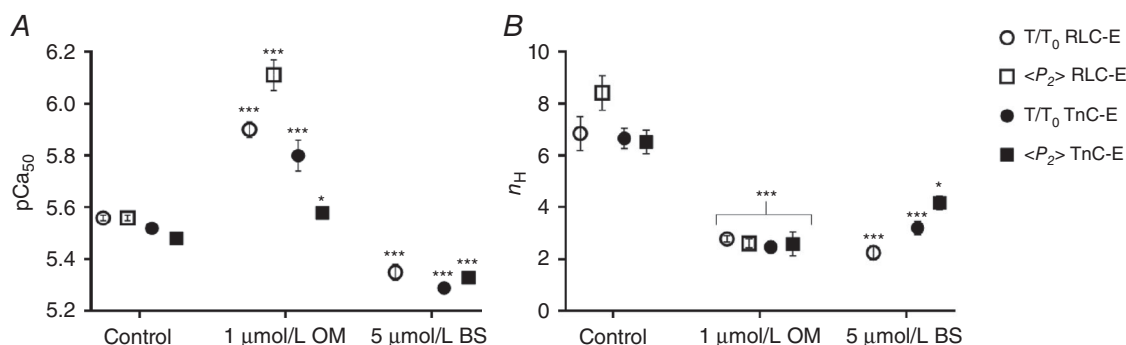 A
B
6.2
6.0
5.8
5.6
5.4
5.2
pCa₅₀
***
***
***
*
***
***
***
Control
1 μmol/L OM
5 μmol/L BS
10
8
6
4
2
0
n_H
***
***
***
*
Control
1 μmol/L OM
5 μmol/L BS
T/T₀ RLC-E
<P₂> RLC-E
T/T₀ TnC-E
<P₂> TnC-E